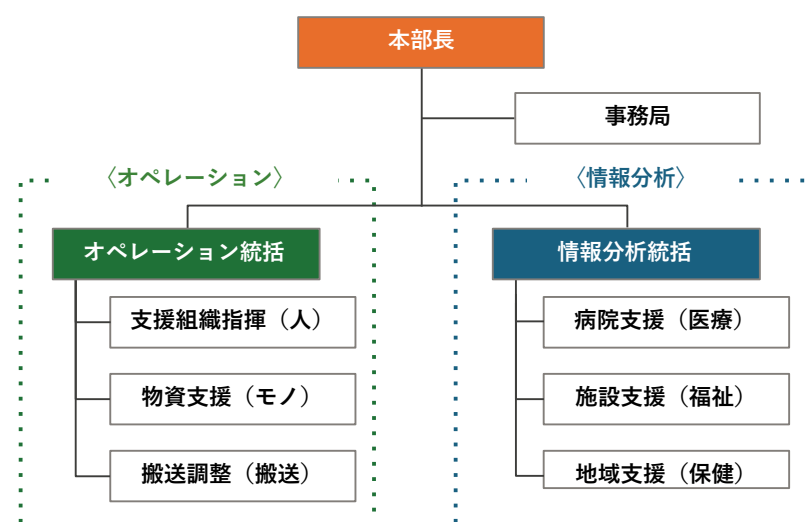 本部長
事務局
〈オペレーション〉
〈情報分析〉
オペレーション統括
情報分析統括
支援組織指揮（人）
病院支援（医療）
物資支援（モノ）
施設支援（福祉）
搬送調整（搬送）
地域支援（保健）